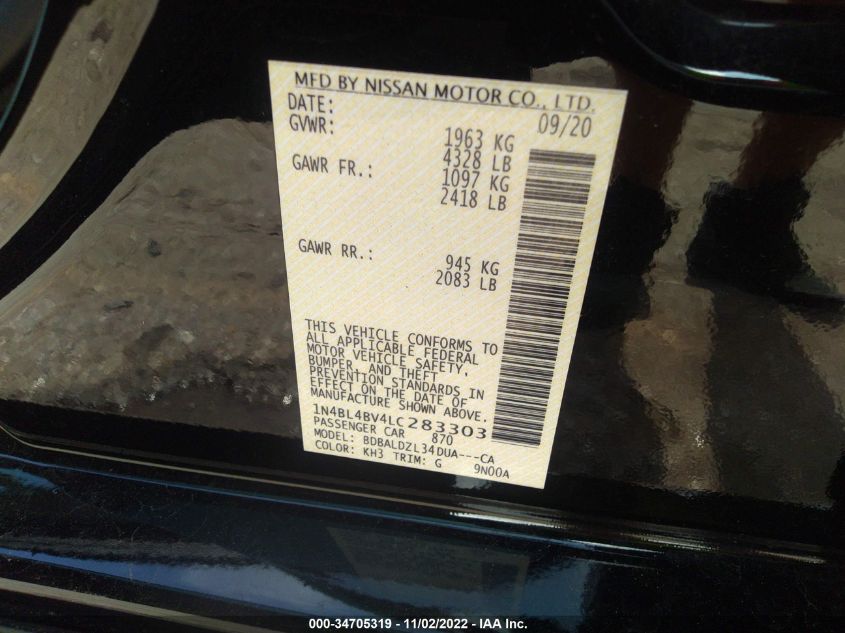 MFD BY NISSAN MOTOR CO., LTD.
DATE: 09/20
GVWR: 1963 KG
4328 LB
GAWR FR.: 1097 KG
2418 LB
GAWR RR.: 945 KG
2083 LB
THIS VEHICLE CONFORMS TO
ALL APPLICABLE FEDERAL
MOTOR VEHICLE SAFETY,
BUMPER, AND THEFT
PREVENTION STANDARDS IN
EFFECT ON THE DATE OF
MANUFACTURE SHOWN ABOVE.
1N4BL4BV4LC283303
PASSENGER CAR 870
MODEL: BDBALDZL34DUA---CA
COLOR: KH3 TRIM: G 9N00A
000-34705319 - 11/02/2022 - IAA Inc.